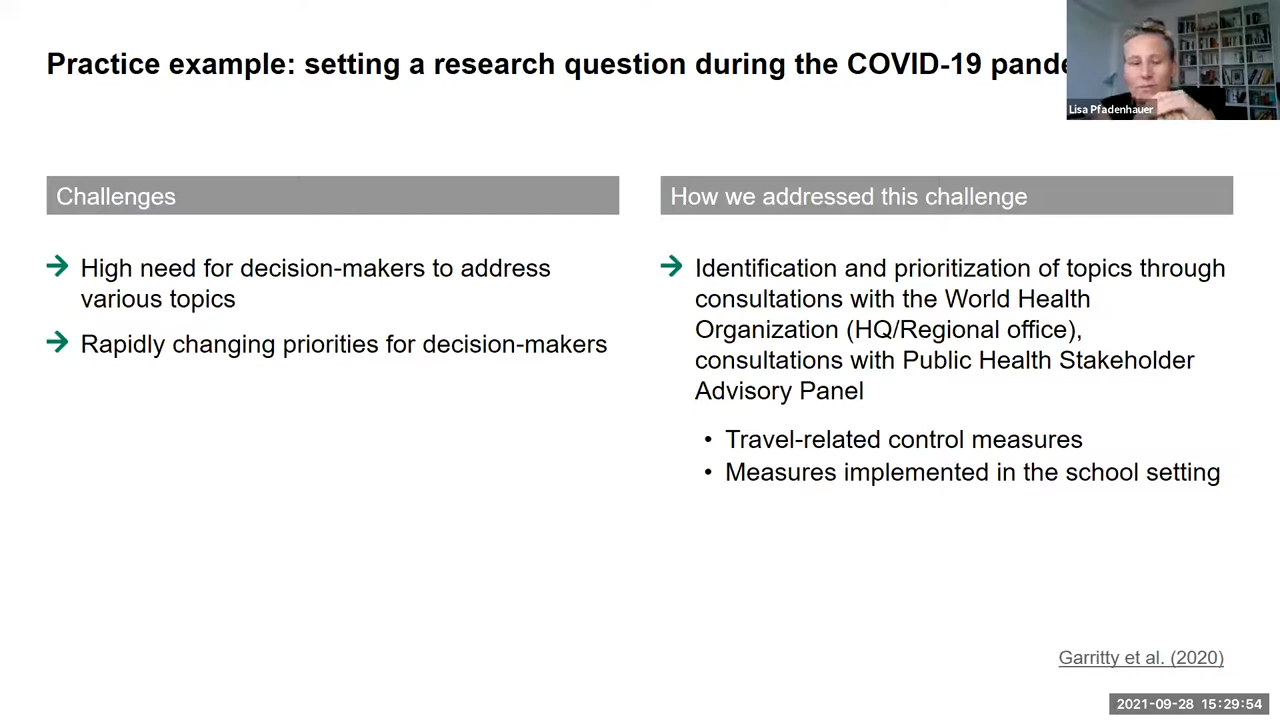 Practice example: setting a research question during the COVID-19 pande
Lisa Pfadenhauer
Challenges
High need for decision-makers to address
various topics
Rapidly changing priorities for decision-makers
How we addressed this challenge
Identification and prioritization of topics through
consultations with the World Health
Organization (HQ/Regional office),
consultations with Public Health Stakeholder
Advisory Panel
• Travel-related control measures
• Measures implemented in the school setting
Garritty et al. (2020)
2021-09-28 15:29:54